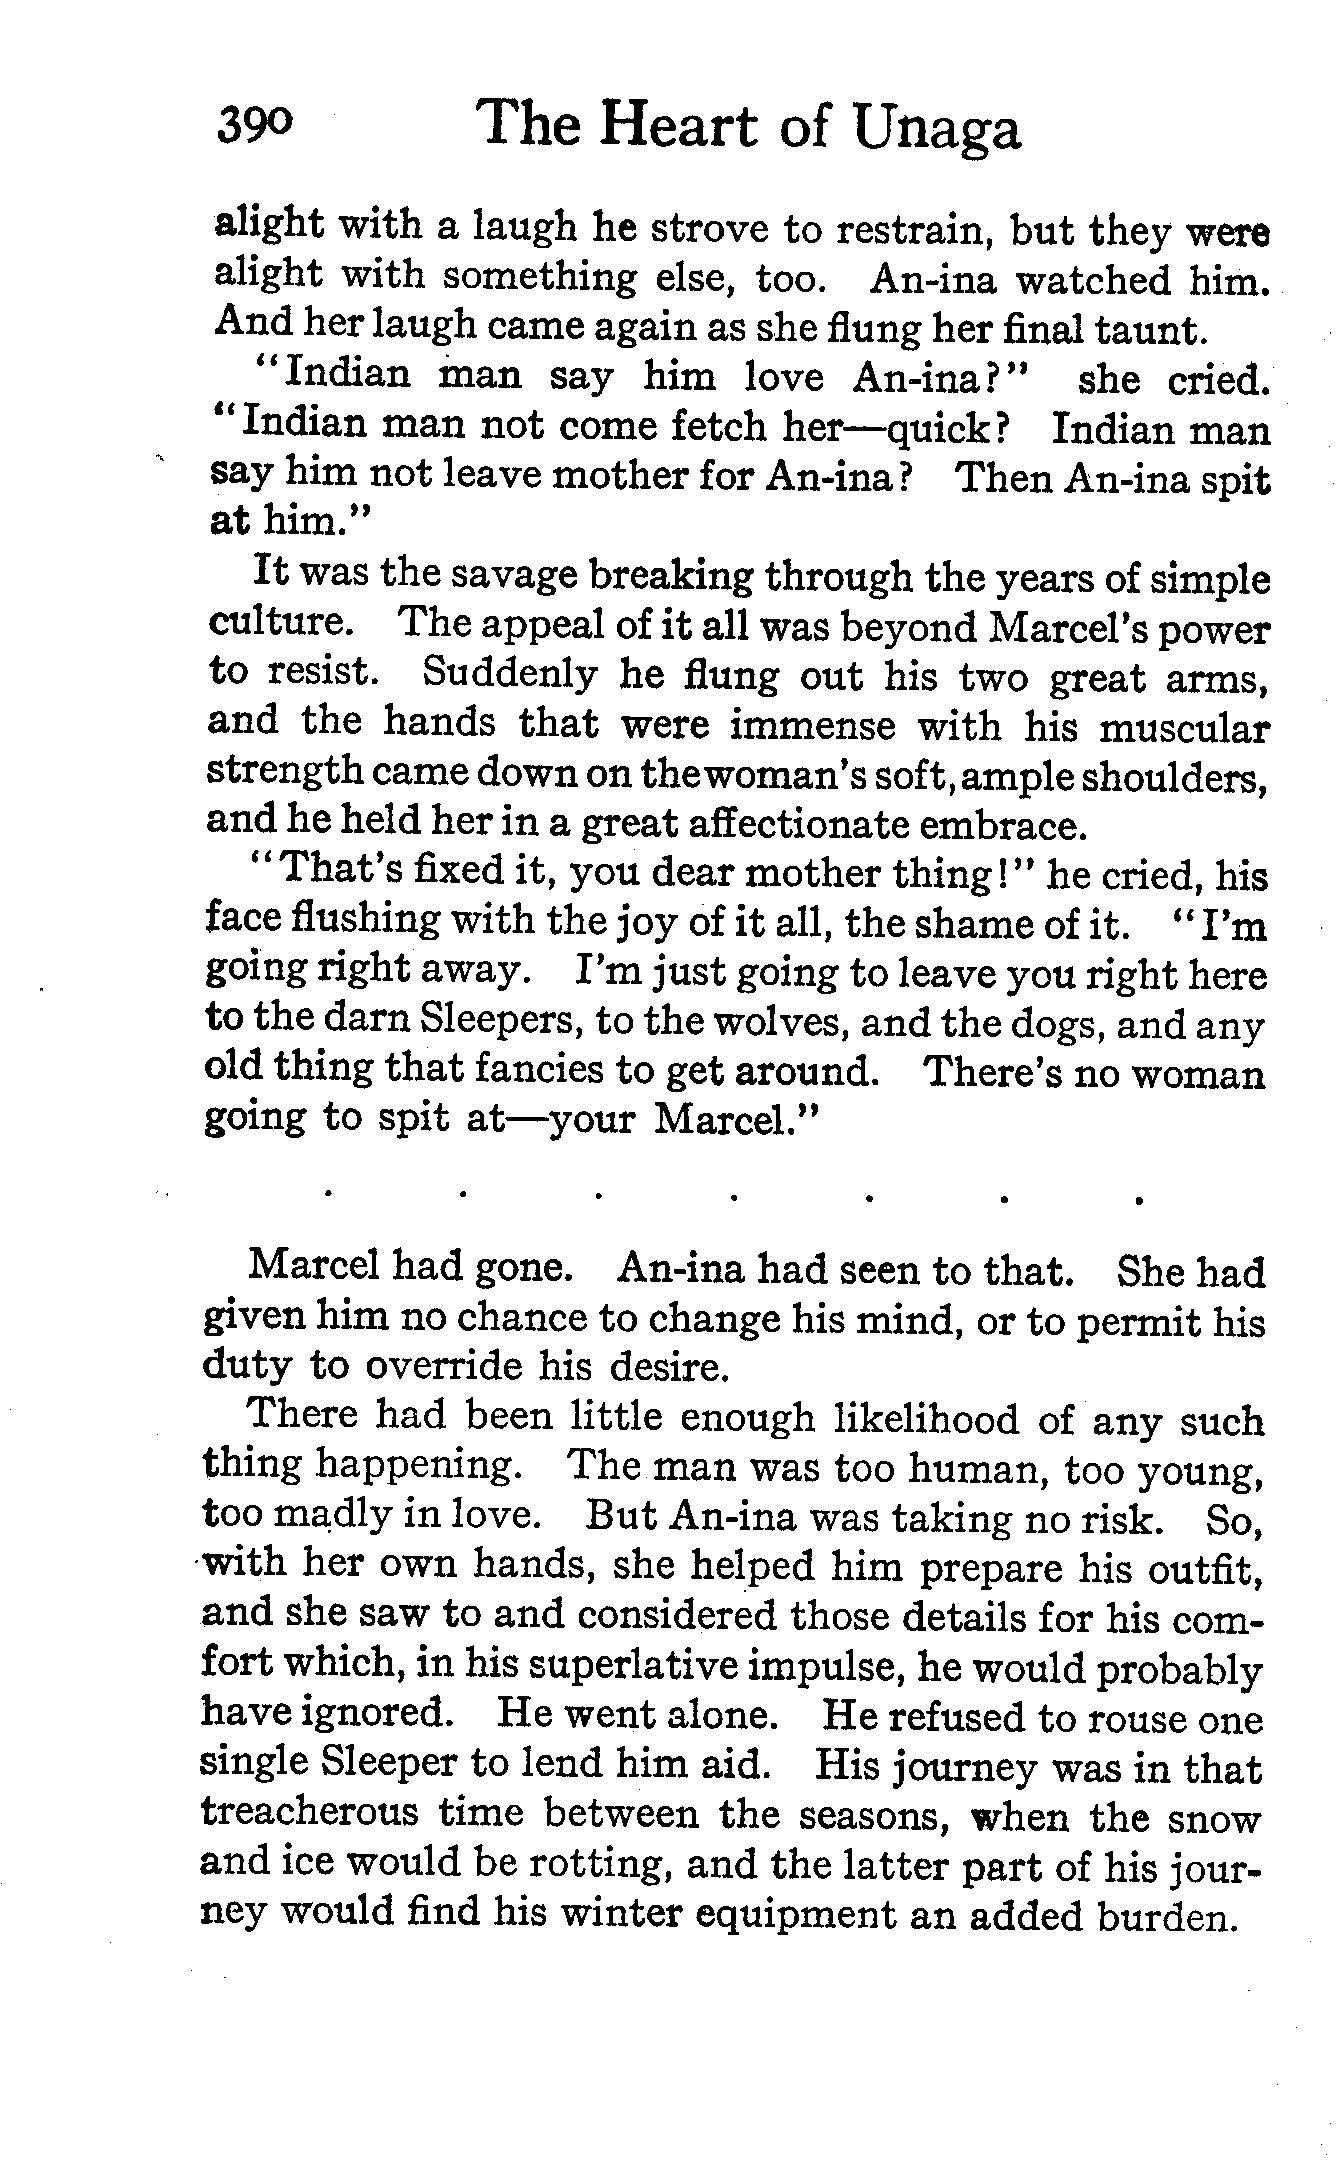 390 The Heart of Unaga
alight with a laugh he strove to restrain, but they were
alight with something else, too. An-ina watched him.
And her laugh came again as she flung her final taunt.
"Indian man say him love An-ina?" she cried.
"Indian man not come fetch her—quick? Indian man
say him not leave mother for An-ina? Then An-ina spit
at him."
It was the savage breaking through the years of simple
culture. The appeal of it all was beyond Marcel's power
to resist. Suddenly he flung out his two great arms,
and the hands that were immense with his muscular
strength came down on the woman's soft, ample shoulders,
and he held her in a great affectionate embrace.
"That's fixed it, you dear mother thing!" he cried, his
face flushing with the joy of it all, the shame of it. "I'm
going right away. I'm just going to leave you right here
to the darn Sleepers, to the wolves, and the dogs, and any
old thing that fancies to get around. There's no woman
going to spit at—your Marcel."
. . . . . . .
Marcel had gone. An-ina had seen to that. She had
given him no chance to change his mind, or to permit his
duty to override his desire.
There had been little enough likelihood of any such
thing happening. The man was too human, too young,
too madly in love. But An-ina was taking no risk. So,
with her own hands, she helped him prepare his outfit,
and she saw to and considered those details for his com-
fort which, in his superlative impulse, he would probably
have ignored. He went alone. He refused to rouse one
single Sleeper to lend him aid. His journey was in that
treacherous time between the seasons, when the snow
and ice would be rotting, and the latter part of his jour-
ney would find his winter equipment an added burden.